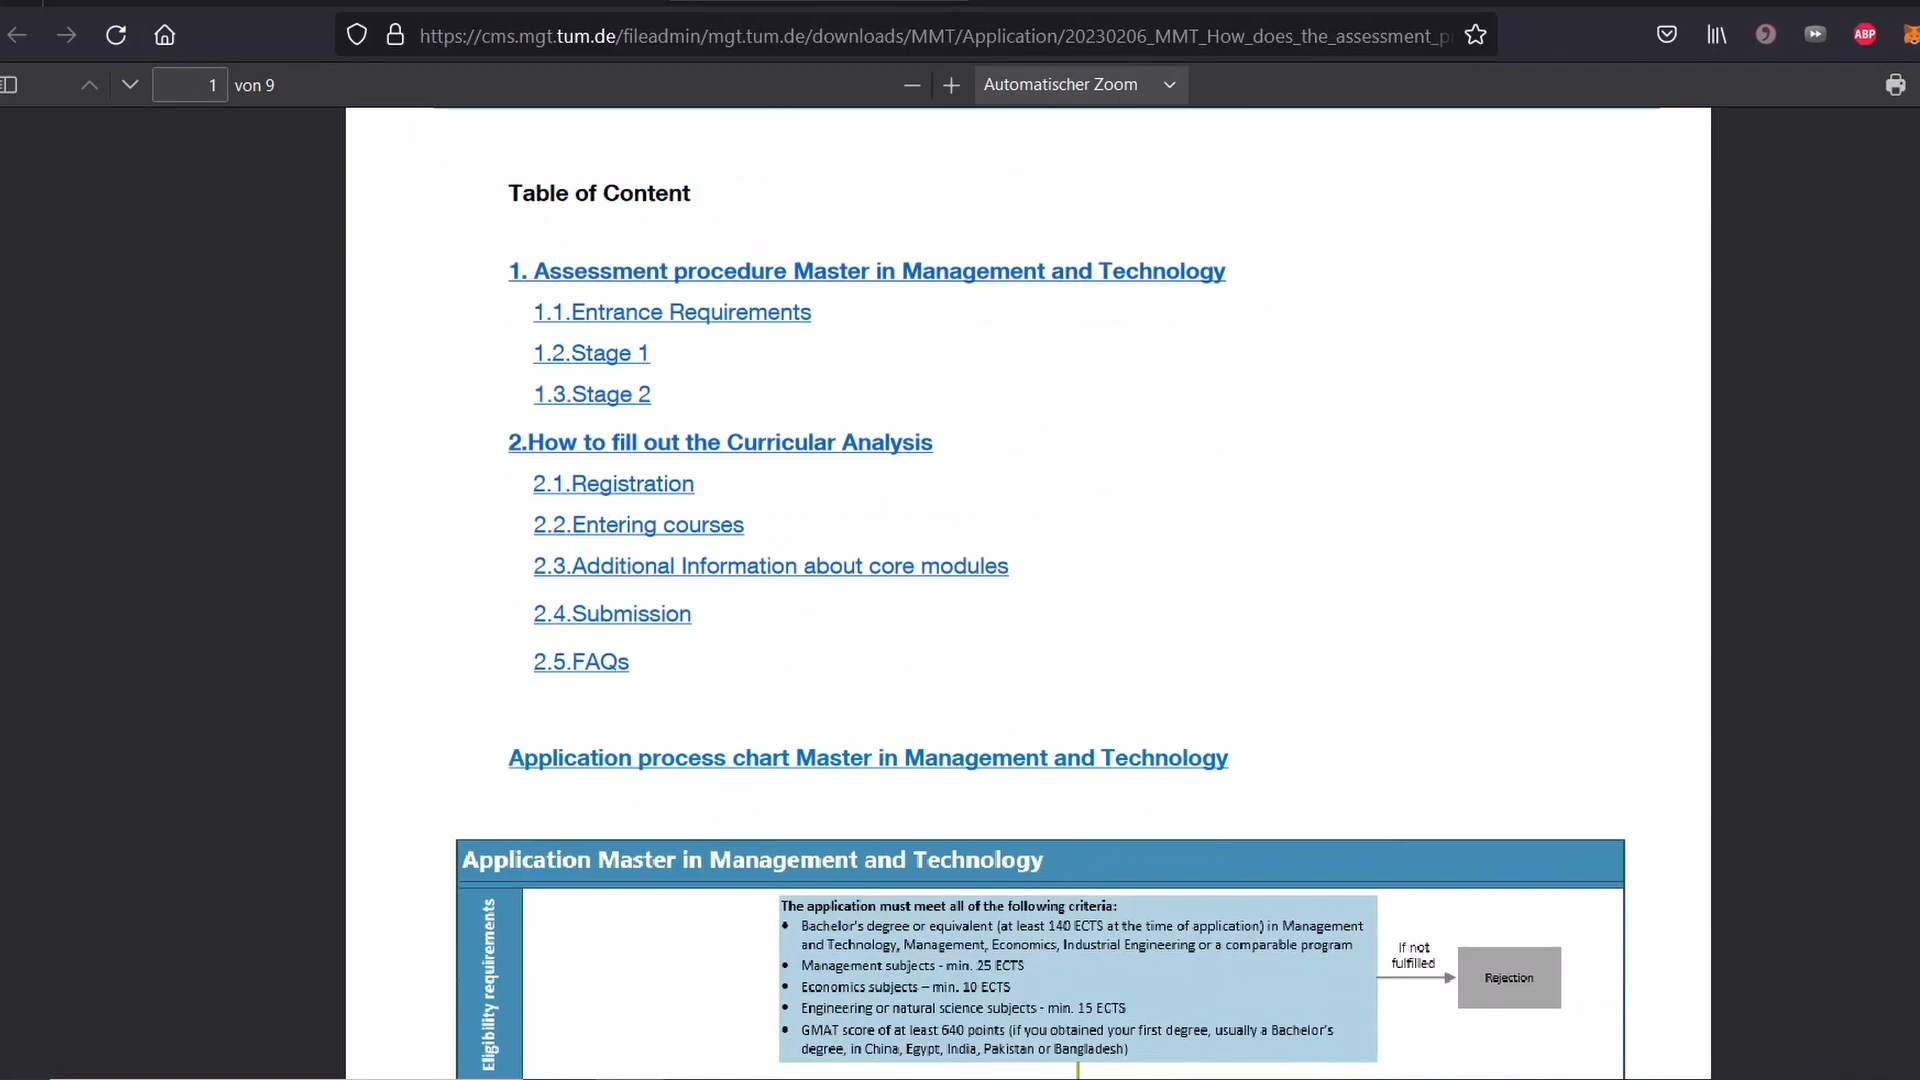 https://cms.mgt.tum.de/fileadmin/mgt.tum.de/downloads/MMT/Application/20230206_MMT_How_does_the_assessment_p
ABP
1 von 9
Automatischer Zoom
Table of Content
1. Assessment procedure Master in Management and Technology
1.1.Entrance Requirements
1.2.Stage 1
1.3.Stage 2
2.How to fill out the Curricular Analysis
2.1.Registration
2.2.Entering courses
2.3.Additional Information about core modules
2.4.Submission
2.5.FAQs
Application process chart Master in Management and Technology
Application Master in Management and Technology
Eligibility requirements
The application must meet all of the following criteria:
• Bachelor's degree or equivalent (at least 140 ECTS at the time of application) in Management
and Technology, Management, Economics, Industrial Engineering or a comparable program
• Management subjects - min. 25 ECTS
• Economics subjects – min. 10 ECTS
• Engineering or natural science subjects - min. 15 ECTS
• GMAT score of at least 640 points (if you obtained your first degree, usually a Bachelor's
degree, in China, Egypt, India, Pakistan or Bangladesh)
If not
fulfilled
Rejection